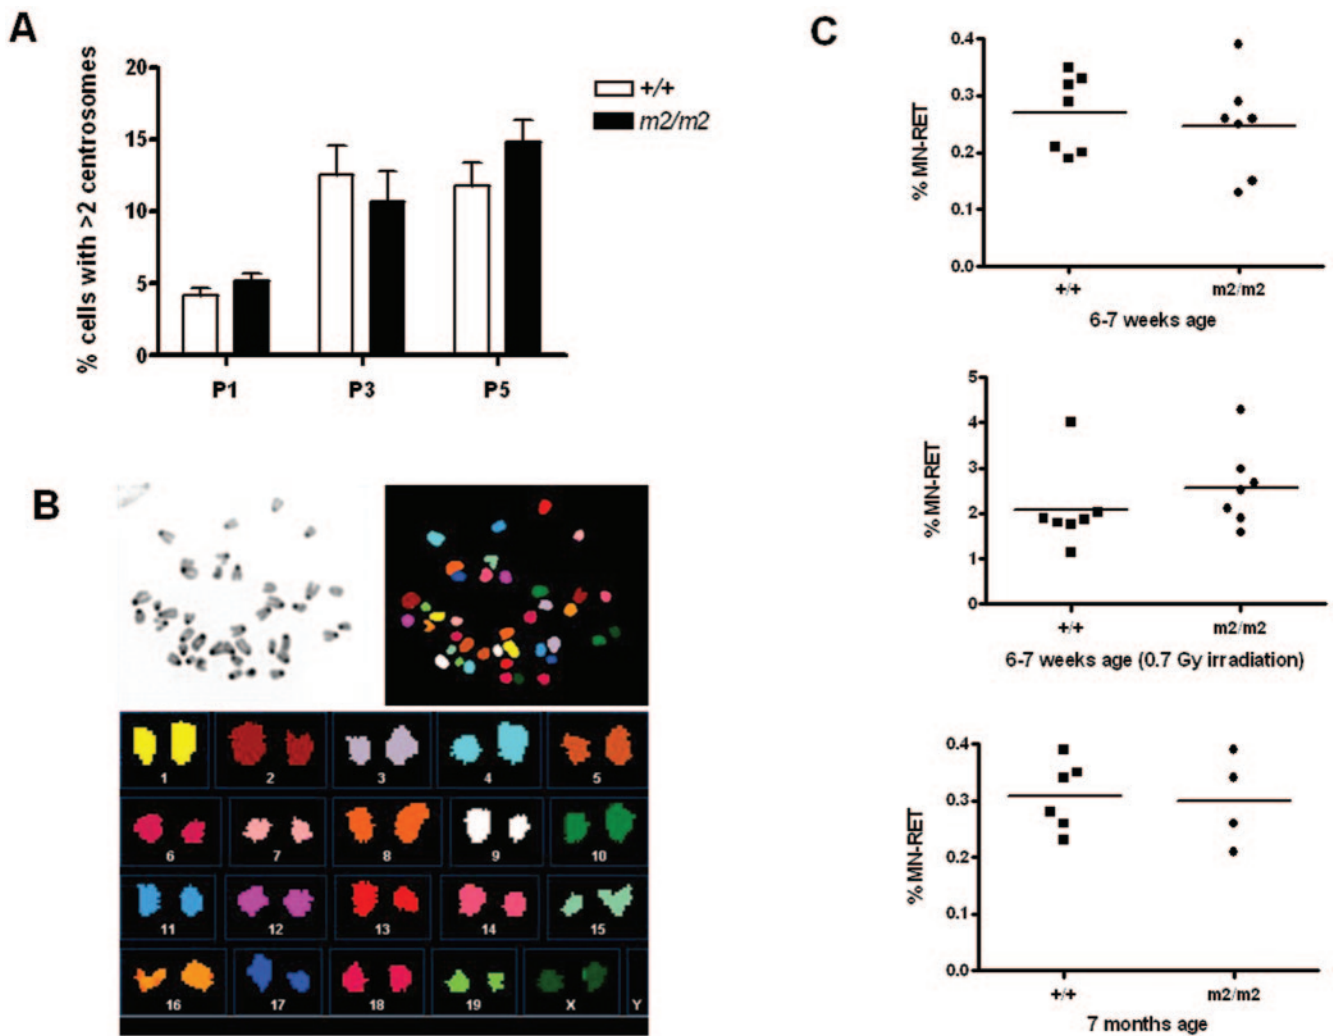 A
% cells with >2 centrosomes
20
15
10
5
0
P1 P3 P5
+/+
m2/m2
B
1 2 3 4 5
6 7 8 9 10
11 12 13 14 15
16 17 18 19 X Y
C
% MN-RET
0.4
0.3
0.2
0.1
0.0
+/+ m2/m2
6-7 weeks age
% MN-RET
5
4
3
2
1
0
+/+ m2/m2
6-7 weeks age (0.7 Gy irradiation)
% MN-RET
0.4
0.3
0.2
0.1
0.0
+/+ m2/m2
7 months age